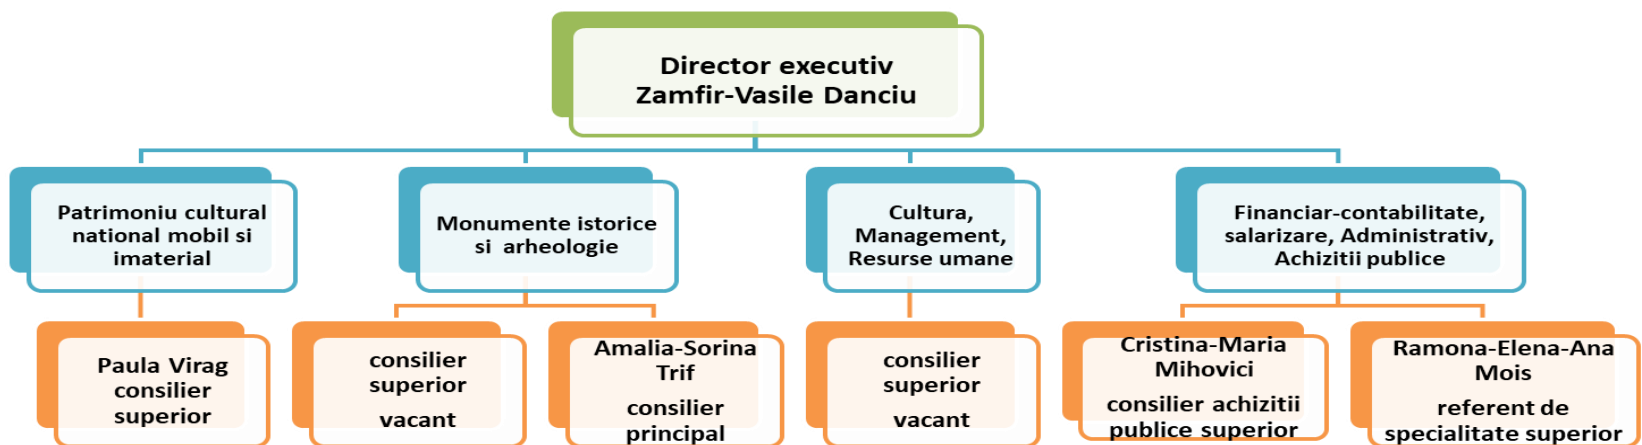 Director executiv
Zamfir-Vasile Danciu
Patrimoniu cultural
national mobil si
imaterial
Monumente istorice
si arheologie
Cultura,
Management,
Resurse umane
Financiar-contabilitate,
salarizare, Administrativ,
Achizitii publice
Paula Virag
consilier
superior
consilier
superior
vacant
Amalia-Sorina
Trif
consilier
principal
consilier
superior
vacant
Cristina-Maria
Mihovici
consilier achizitii
publice superior
Ramona-Elena-Ana
Mois
referent de
specialitate superior